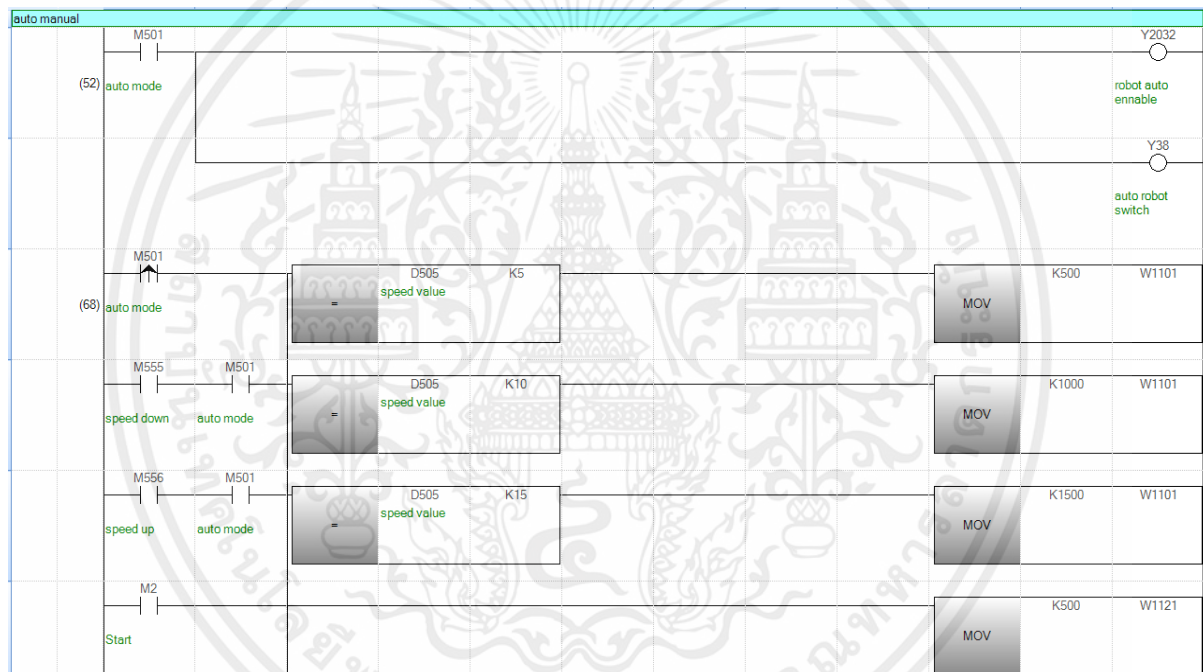 auto manual
M501
Y2032
(52) auto mode
robot auto
ennable
Y38
auto robot
switch
M501
= D505 K5
speed value
MOV K500 W1101
(68) auto mode
M555 M501
= D505 K10
speed value
MOV K1000 W1101
speed down auto mode
M556 M501
= D505 K15
speed value
MOV K1500 W1101
speed up auto mode
M2
MOV K500 W1121
Start